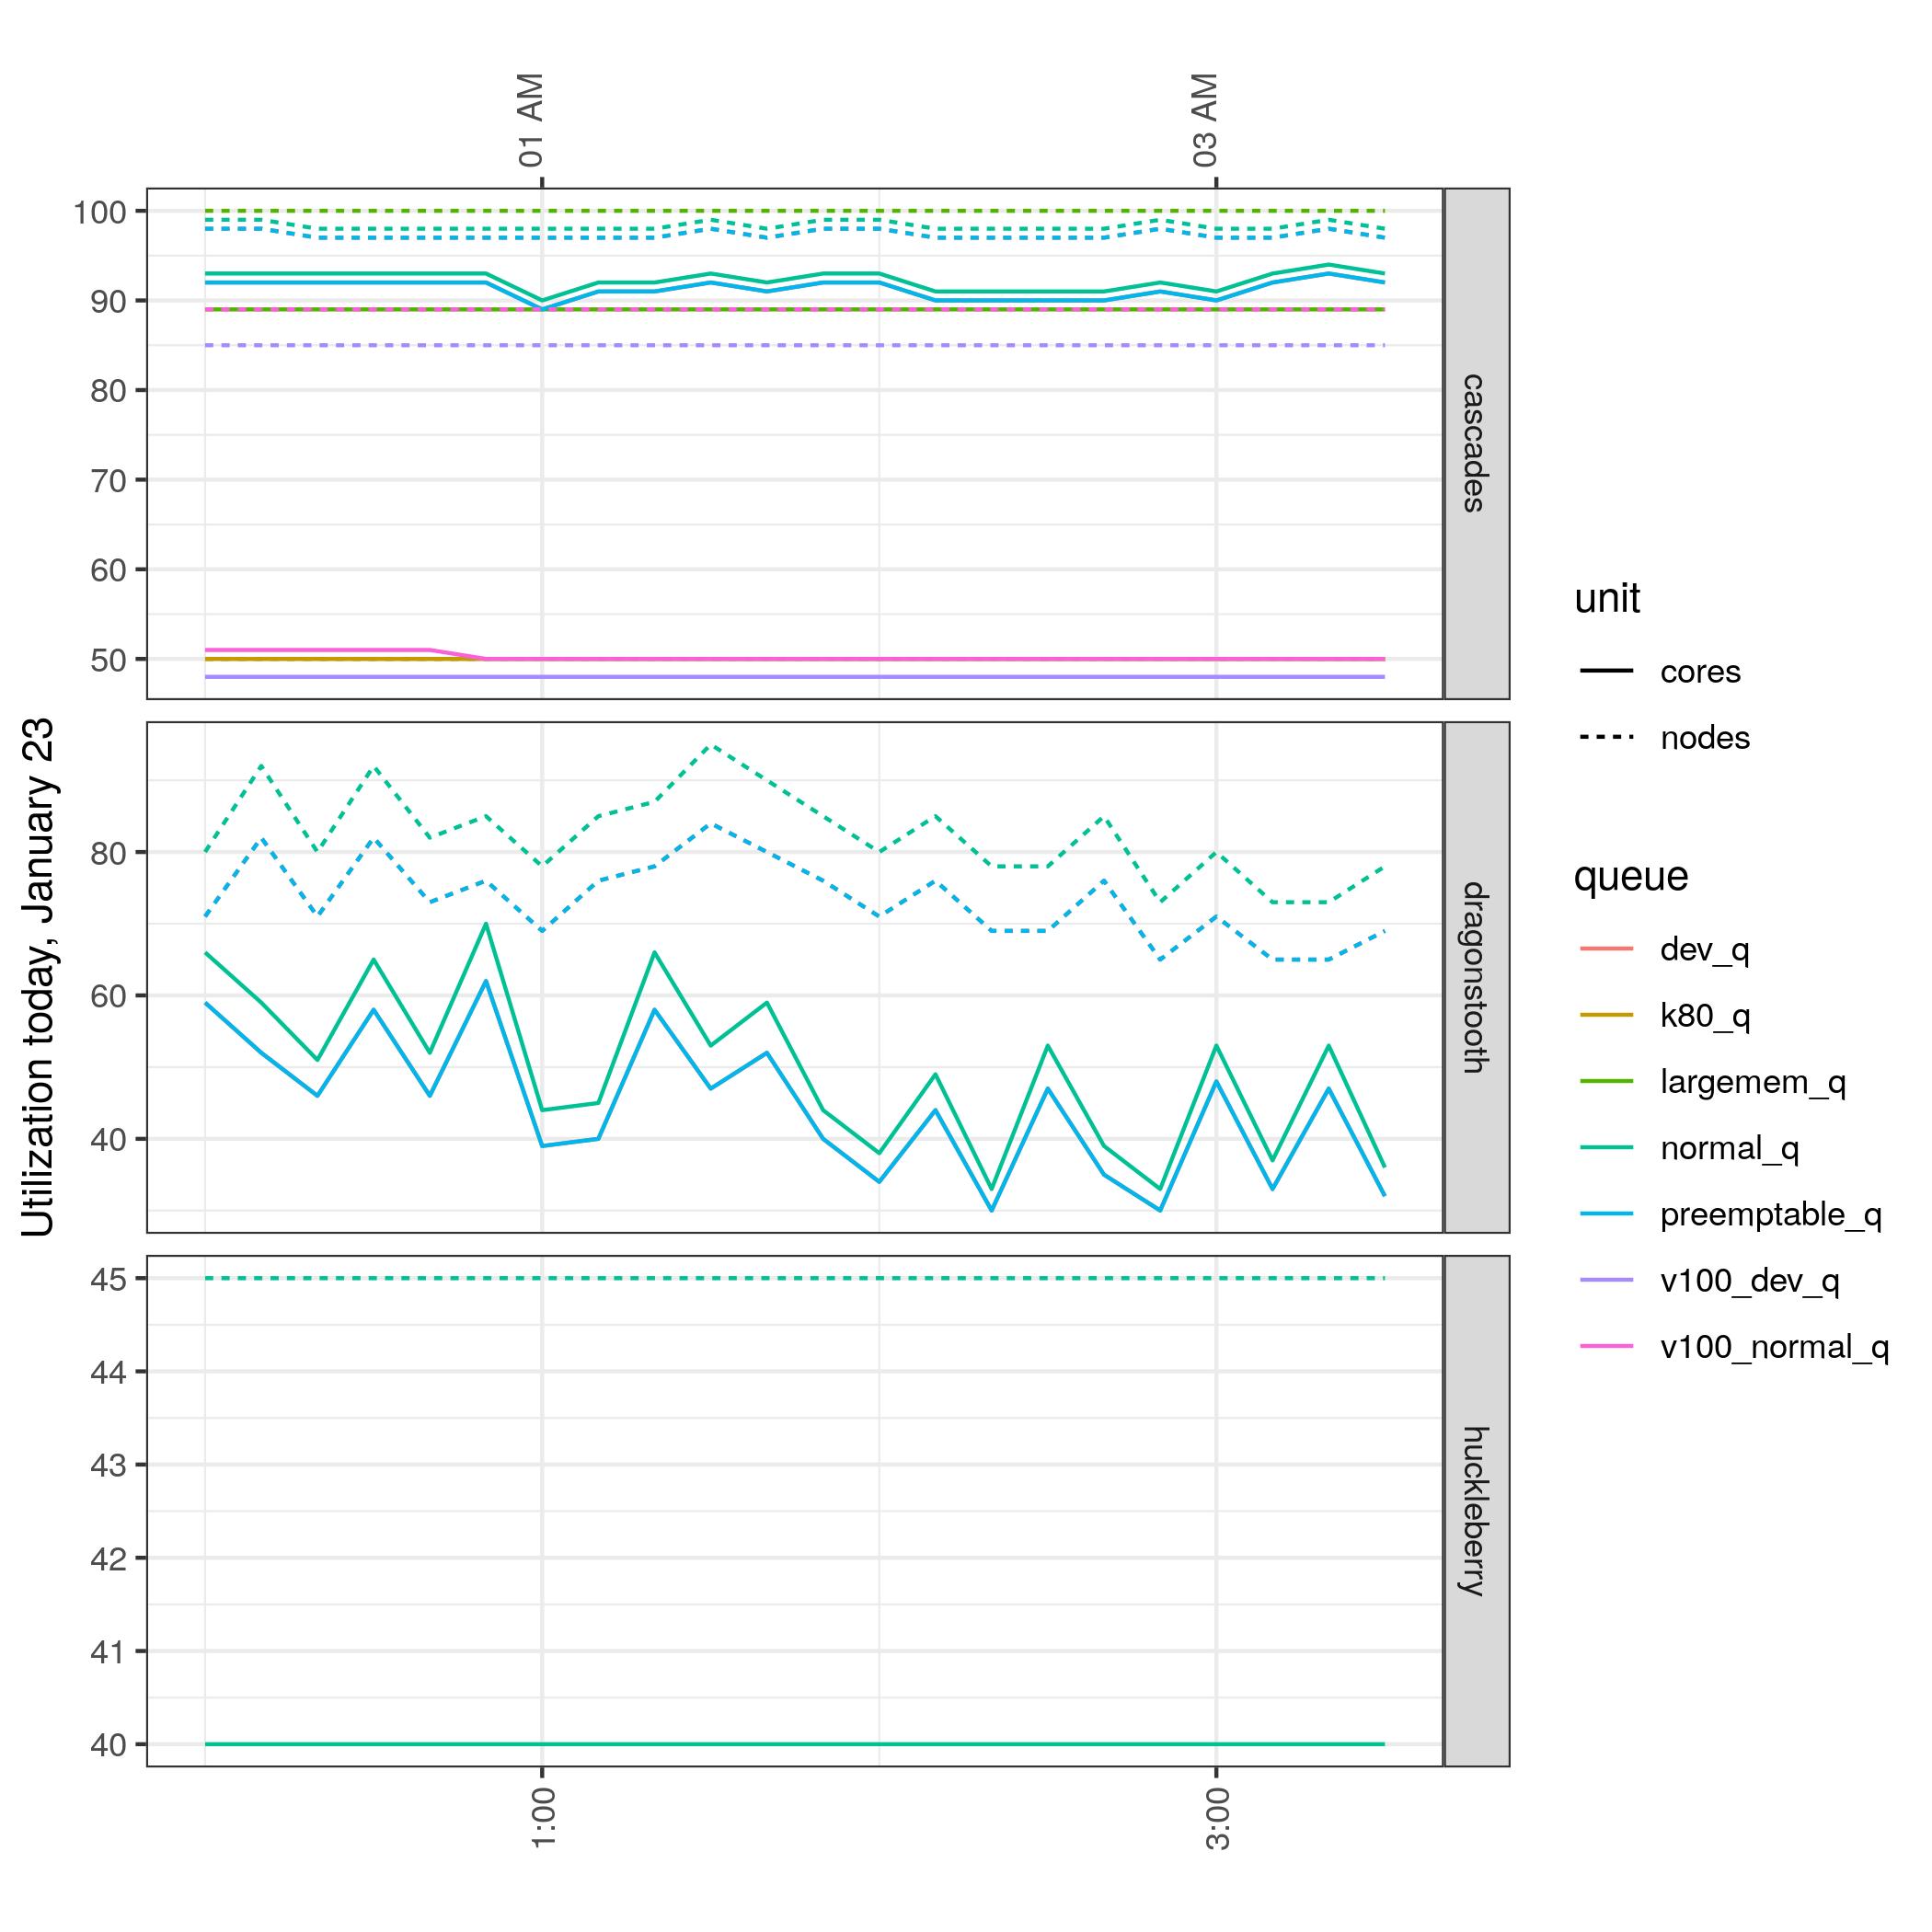 01 AM
03 AM
100
90
80
70
60
50
cascades
80
60
40
dragonstooth
45
44
43
42
41
40
huckleberry
1:00
3:00
Utilization today, January 23
unit
cores
nodes
queue
dev_q
k80_q
largemem_q
normal_q
preemptable_q
v100_dev_q
v100_normal_q